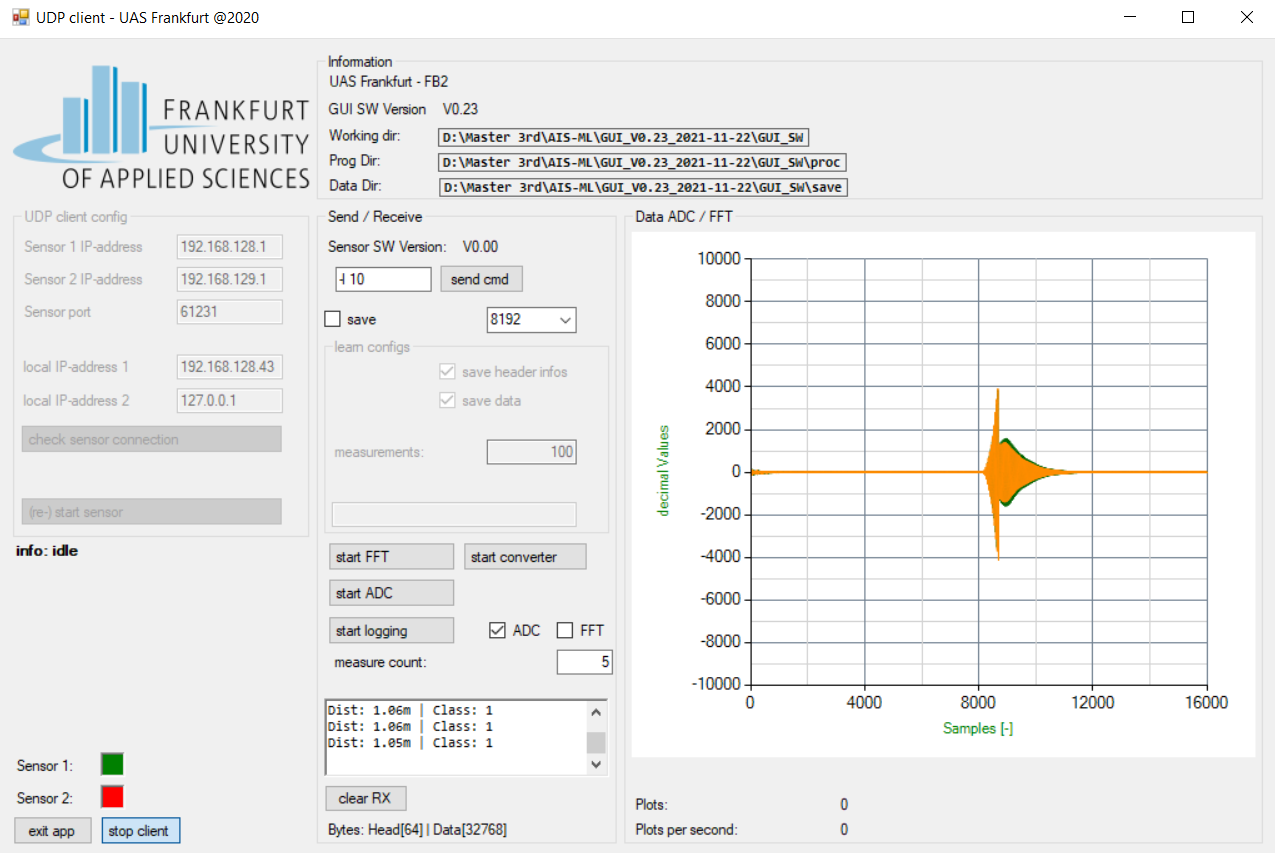 UDP client - UAS Frankfurt @2020
FRANKFURT
UNIVERSITY
OF APPLIED SCIENCES
Information
UAS Frankfurt - FB2
GUI SW Version V0.23
Working dir: D:\Master 3rd\AIS-ML\GUI_V0.23_2021-11-22\GUI_SW
Prog Dir: D:\Master 3rd\AIS-ML\GUI_V0.23_2021-11-22\GUI_SW\proc
Data Dir: D:\Master 3rd\AIS-ML\GUI_V0.23_2021-11-22\GUI_SW\save
UDP client config
Sensor 1 IP-address 192.168.128.1
Sensor 2 IP-address 192.168.129.1
Sensor port 61231
local IP-address 1 192.168.128.43
local IP-address 2 127.0.0.1
check sensor connection
(re-) start sensor
info: idle
Sensor 1:
Sensor 2:
exit app stop client
Send / Receive
Sensor SW Version: V0.00
10 send cmd
save 8192
learn configs
save header infos
save data
measurements: 100
start FFT start converter
start ADC
start logging ADC FFT
measure count: 5
Dist: 1.06m | Class: 1
Dist: 1.06m | Class: 1
Dist: 1.05m | Class: 1
clear RX
Bytes: Head[64] | Data[32768]
Data ADC / FFT
10000
8000
6000
4000
2000
0
-2000
-4000
-6000
-8000
-10000
decimal Values
0 4000 8000 12000 16000
Samples [-]
Plots: 0
Plots per second: 0